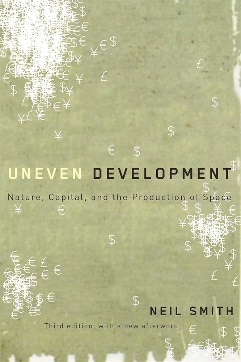 UNEVEN DEVELOPMENT
Nature, Capital, and the Production of Space
NEIL SMITH
Third edition, with a new afterword